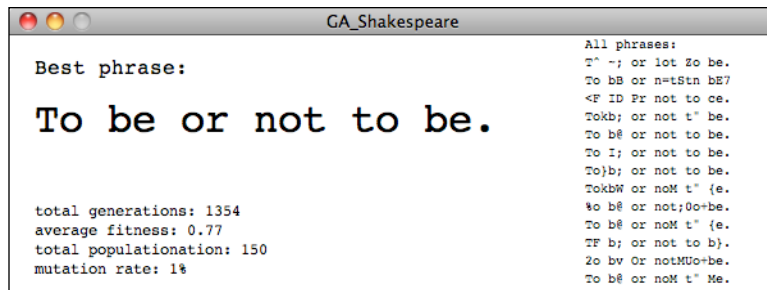 GA_Shakespeare
Best phrase:
To be or not to be.
total generations: 1354
average fitness: 0.77
total populationation: 150
mutation rate: 1%
All phrases:
T^ ~; or lot Zo be.
To bB or n=tStn bE7
<F ID Pr not to ce.
Tokb; or not t" be.
To b@ or not to be.
To I; or not to be.
To}b; or not to be.
TokbW or noM t" {e.
%o b@ or not;0o+be.
To b@ or noM t" {e.
TF b; or not to b}.
2o bv Or notMUo+be.
To b@ or noM t" Me.